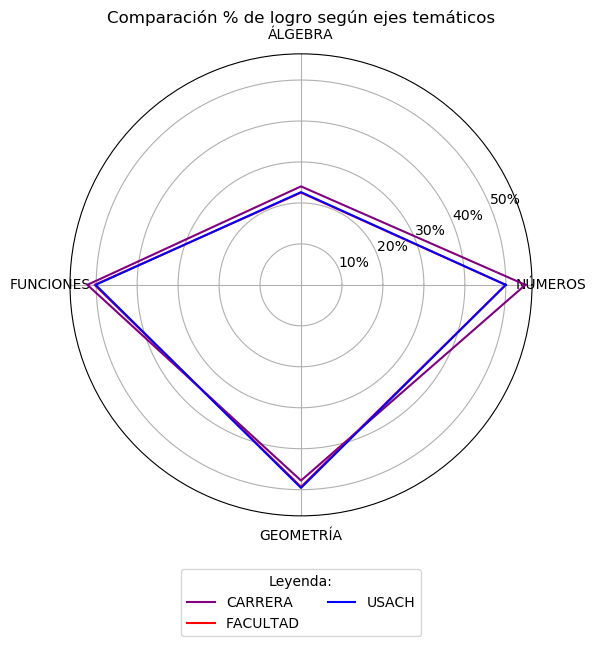 Comparación % de logro según ejes temáticos
ÁLGEBRA
50%
40%
30%
20%
10%
FUNCIONES
NÚMEROS
GEOMETRÍA
Leyenda:
CARRERA
USACH
FACULTAD